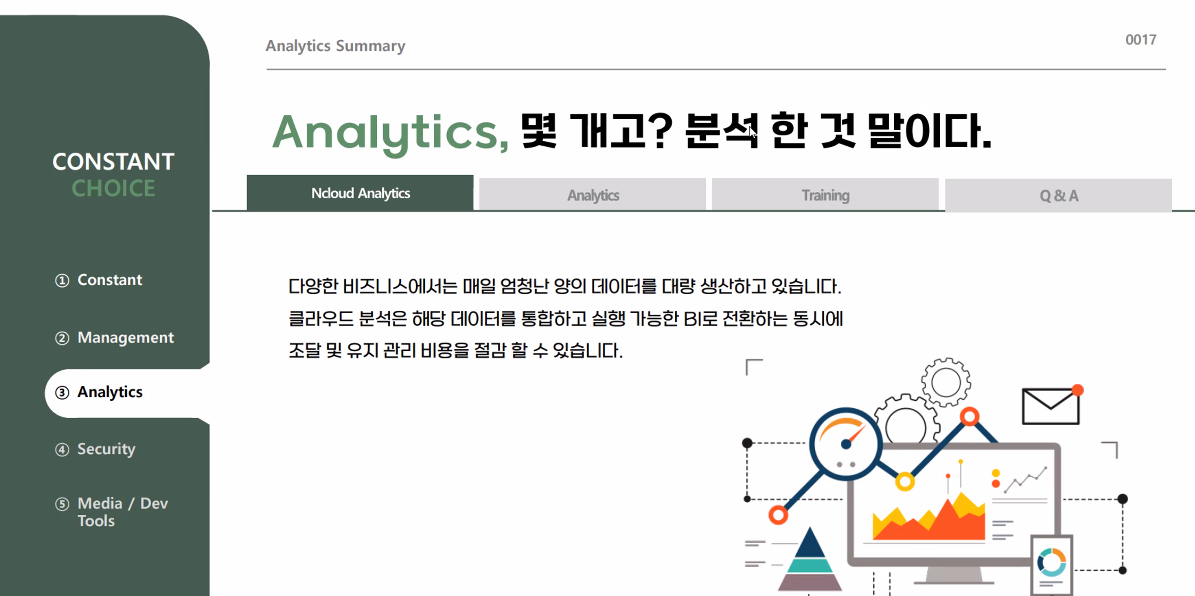 Analytics Summary
0017
Analytics, 몇 개고? 분석 한 것 말이다.
CONSTANT
CHOICE
Ncloud Analytics
Analytics
Training
Q & A
① Constant
② Management
③ Analytics
④ Security
⑤ Media / Dev
Tools
다양한 비즈니스에서는 매일 엄청난 양의 데이터를 대량 생산하고 있습니다.
클라우드 분석은 해당 데이터를 통합하고 실행 가능한 BI로 전환하는 동시에
조달 및 유지 관리 비용을 절감 할 수 있습니다.